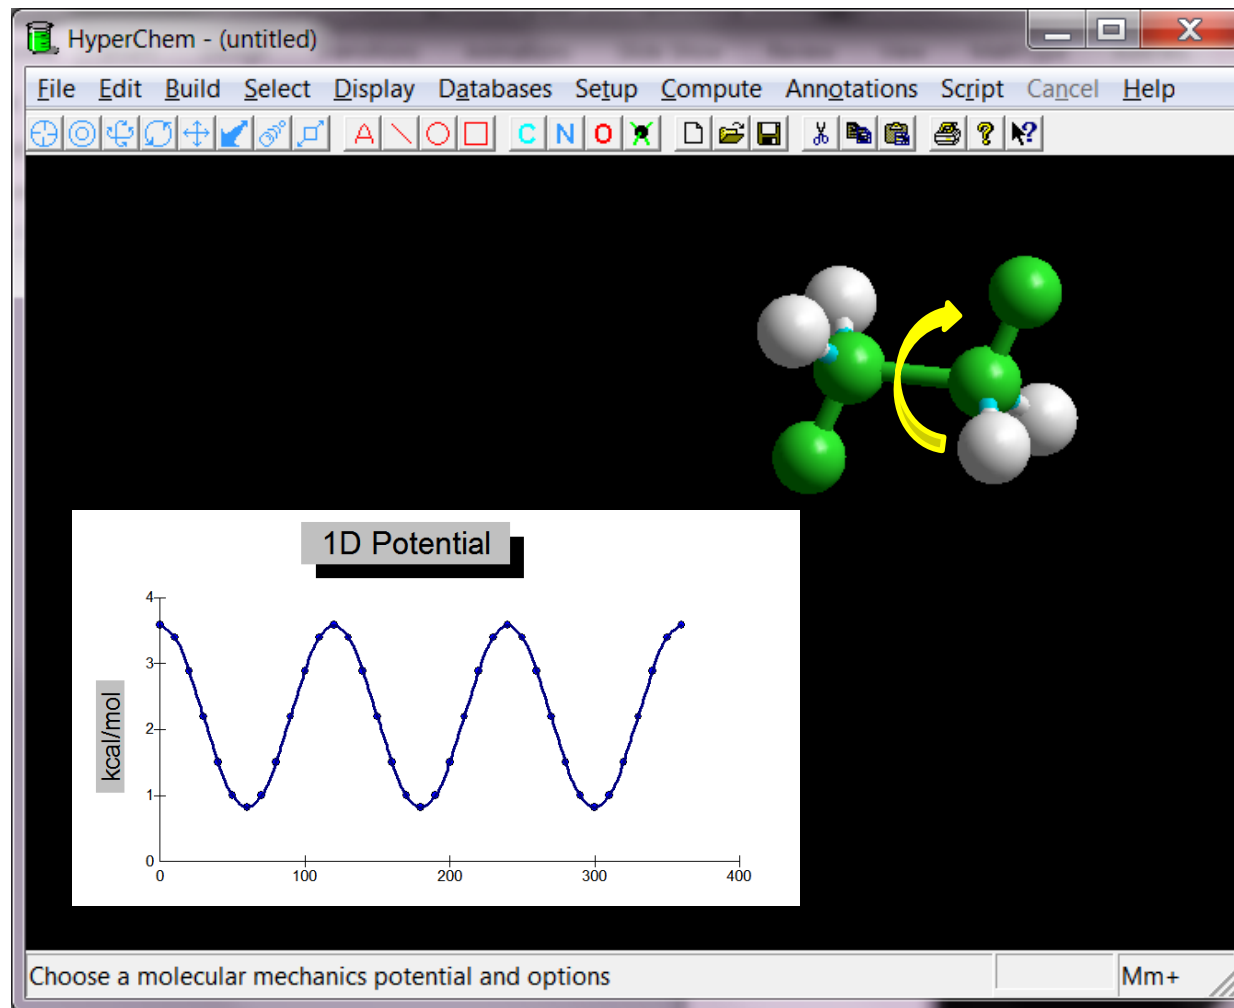 HyperChem - (untitled)
File Edit Build Select Display Databases Setup Compute Annotations Script Cancel Help
A C N O ? ?
1D Potential
kcal/mol
4
3
2
1
0
0 100 200 300 400
Choose a molecular mechanics potential and options
Mm+